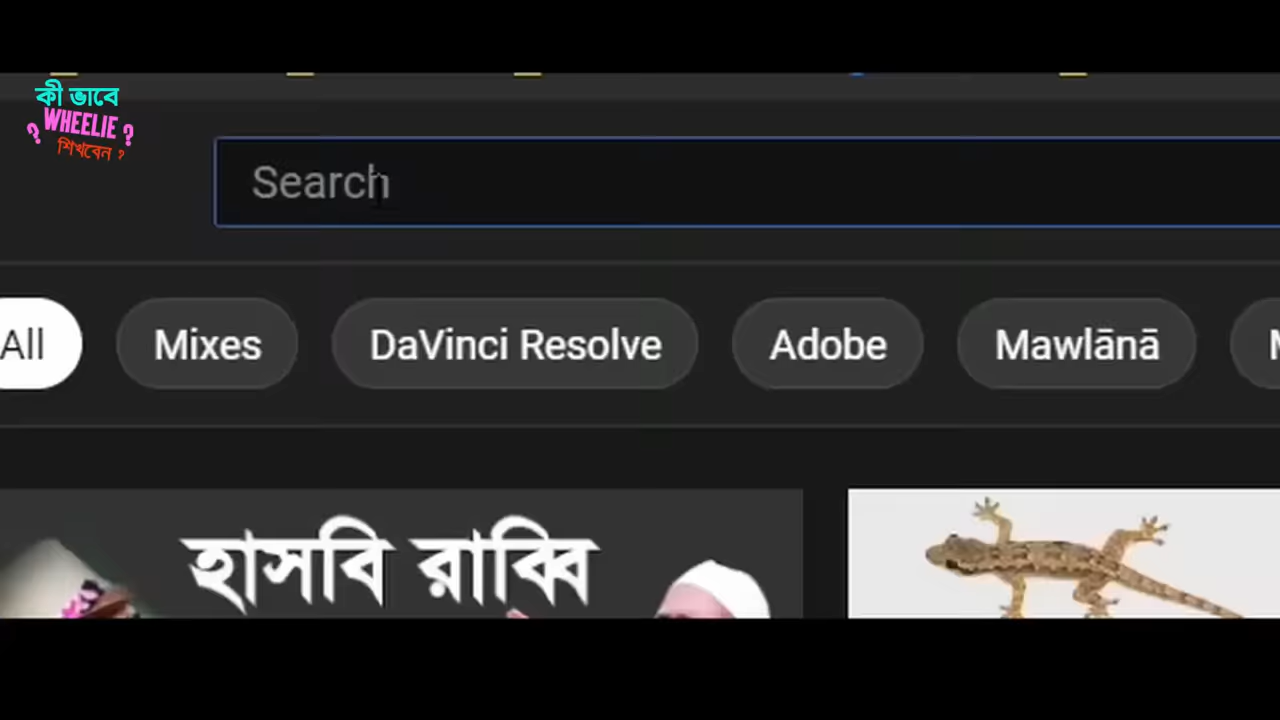 কী ভাবে
? WHEELIE ?
শিখবেন ?
Search
All
Mixes
DaVinci Resolve
Adobe
Mawlānā
হাসবি রাব্বি